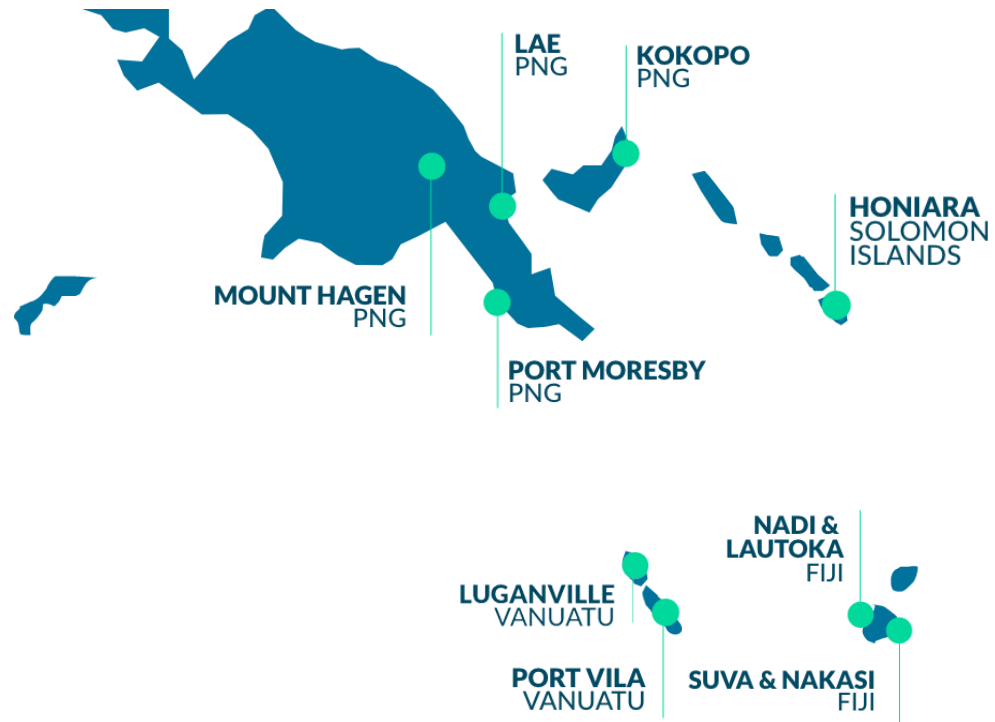 LAE
PNG
KOKOPO
PNG
HONIARA
SOLOMON
ISLANDS
MOUNT HAGEN
PNG
PORT MORESBY
PNG
NADI &
LAUTOKA
FIJI
LUGANVILLE
VANUATU
PORT VILA
VANUATU
SUVA & NAKASI
FIJI